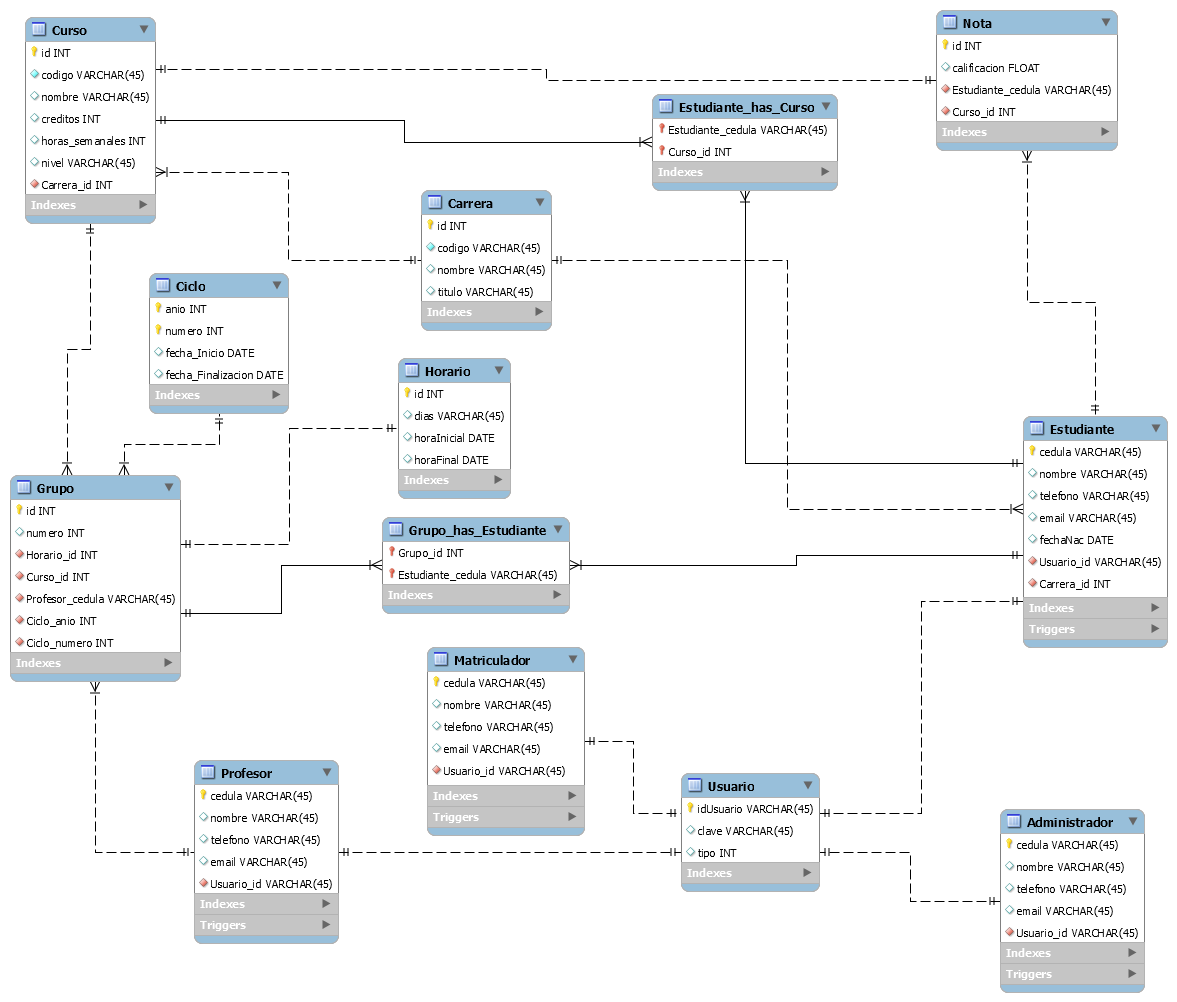 Curso
id INT
codigo VARCHAR(45)
nombre VARCHAR(45)
creditos INT
horas_semanales INT
nivel VARCHAR(45)
Carrera_id INT
Indexes
Nota
id INT
calificacion FLOAT
Estudiante_cedula VARCHAR(45)
Curso_id INT
Indexes
Estudiante_has_Curso
Estudiante_cedula VARCHAR(45)
Curso_id INT
Indexes
Carrera
id INT
codigo VARCHAR(45)
nombre VARCHAR(45)
titulo VARCHAR(45)
Indexes
Ciclo
anio INT
numero INT
fecha_Inicio DATE
fecha_Finalizacion DATE
Indexes
Horario
id INT
dias VARCHAR(45)
horaInicial DATE
horaFinal DATE
Indexes
Estudiante
cedula VARCHAR(45)
nombre VARCHAR(45)
telefono VARCHAR(45)
email VARCHAR(45)
fechaNac DATE
Usuario_id VARCHAR(45)
Carrera_id INT
Indexes
Triggers
Grupo
id INT
numero INT
Horario_id INT
Curso_id INT
Profesor_cedula VARCHAR(45)
Ciclo_anio INT
Ciclo_numero INT
Indexes
Grupo_has_Estudiante
Grupo_id INT
Estudiante_cedula VARCHAR(45)
Indexes
Matriculador
cedula VARCHAR(45)
nombre VARCHAR(45)
telefono VARCHAR(45)
email VARCHAR(45)
Usuario_id VARCHAR(45)
Indexes
Triggers
Profesor
cedula VARCHAR(45)
nombre VARCHAR(45)
telefono VARCHAR(45)
email VARCHAR(45)
Usuario_id VARCHAR(45)
Indexes
Triggers
Usuario
idUsuario VARCHAR(45)
clave VARCHAR(45)
tipo INT
Indexes
Administrador
cedula VARCHAR(45)
nombre VARCHAR(45)
telefono VARCHAR(45)
email VARCHAR(45)
Usuario_id VARCHAR(45)
Indexes
Triggers